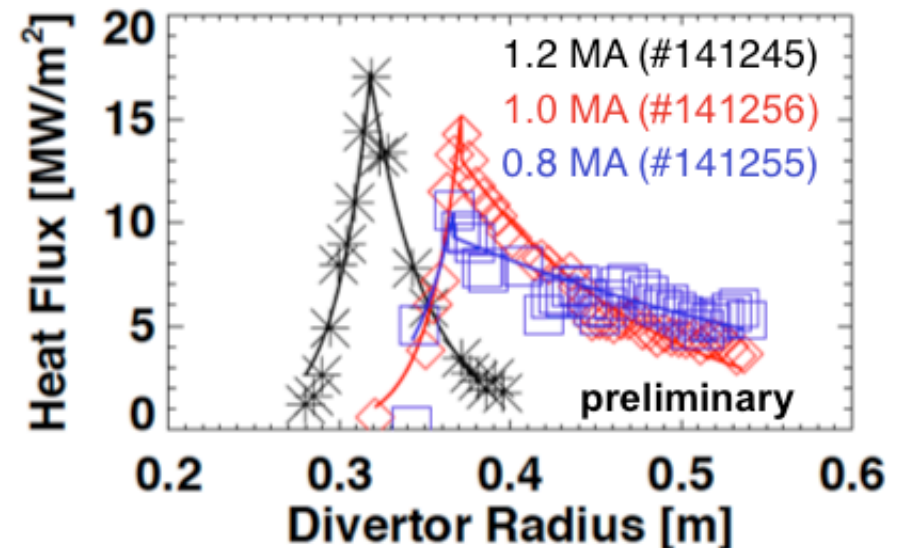 Heat Flux [MW/m²]
20
15
10
5
0
1.2 MA (#141245)
1.0 MA (#141256)
0.8 MA (#141255)
preliminary
0.2 0.3 0.4 0.5 0.6
Divertor Radius [m]